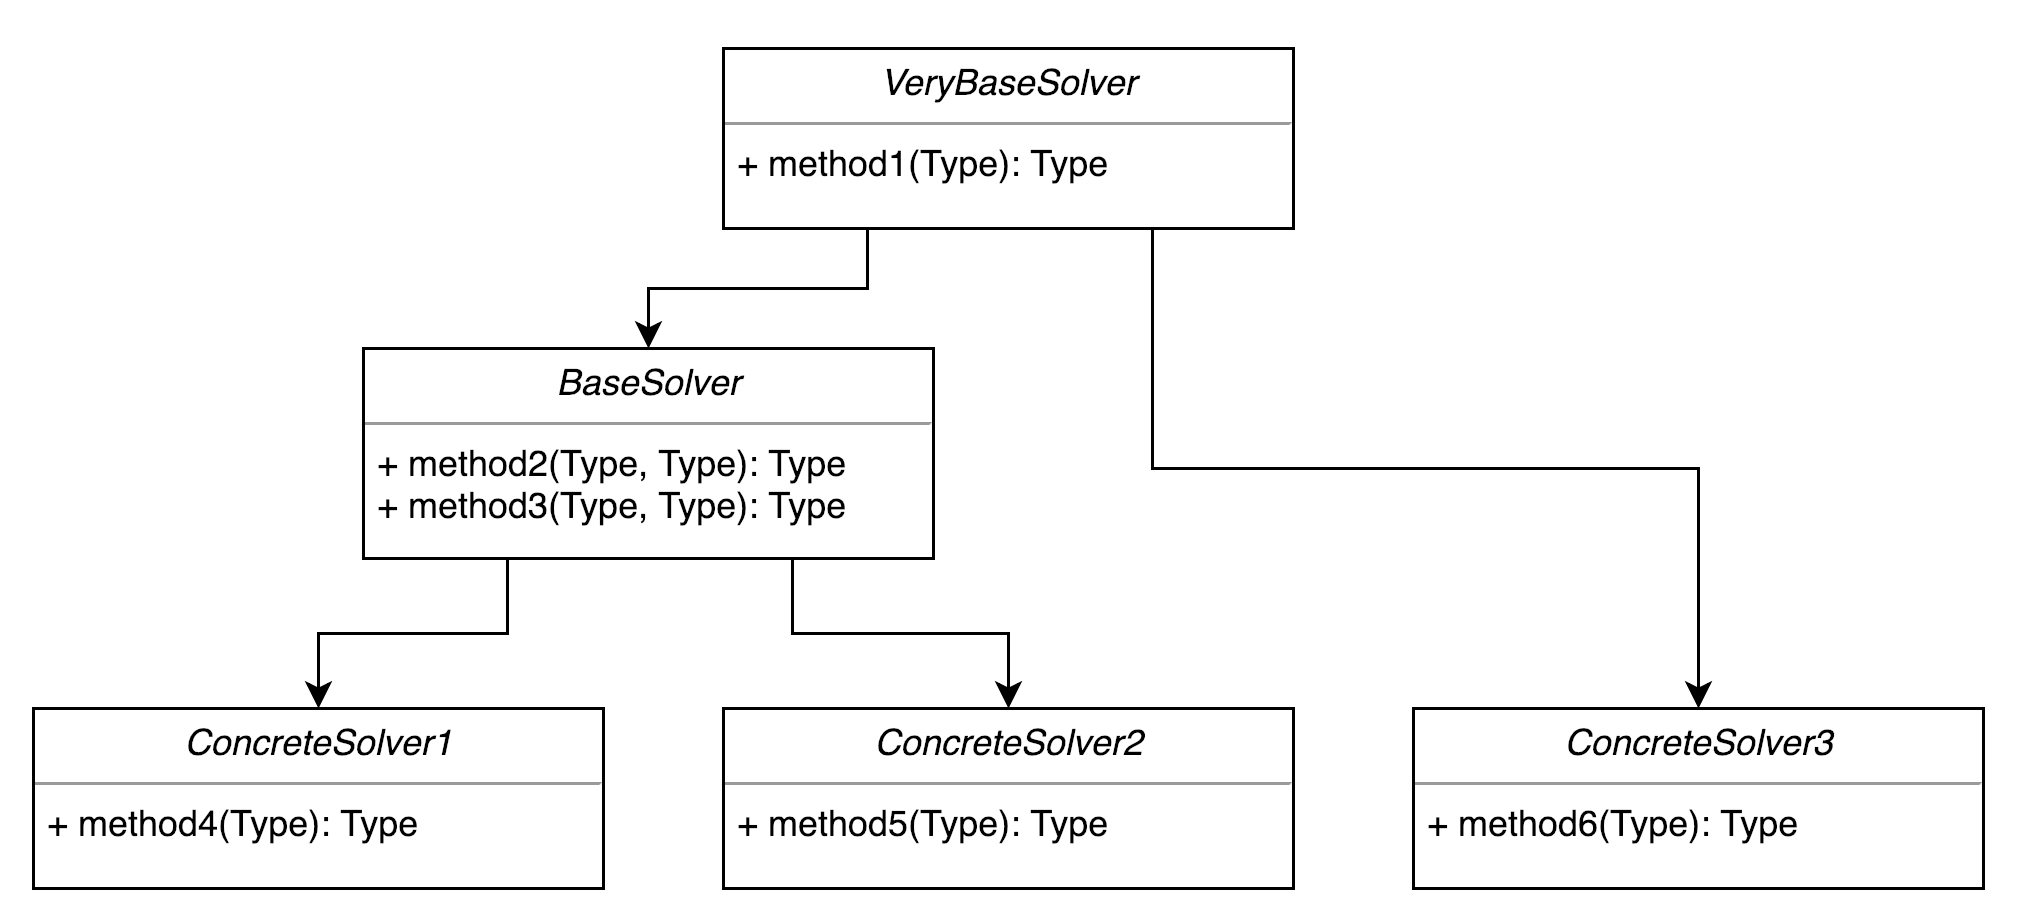 VeryBaseSolver
+ method1(Type): Type
BaseSolver
+ method2(Type, Type): Type
+ method3(Type, Type): Type
ConcreteSolver1
+ method4(Type): Type
ConcreteSolver2
+ method5(Type): Type
ConcreteSolver3
+ method6(Type): Type